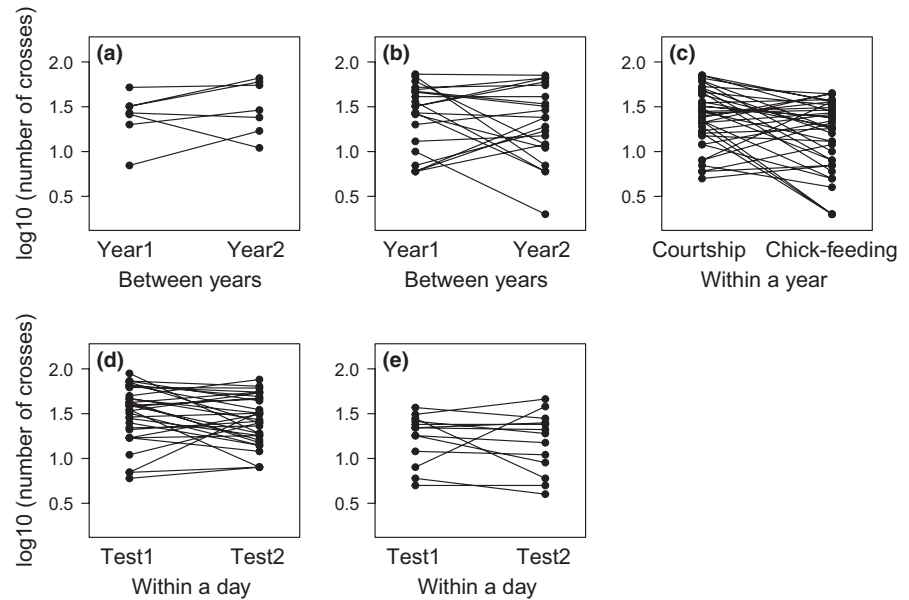 (a) (b) (c)
log10 (number of crosses)
2.0 2.0 2.0
1.5 1.5 1.5
1.0 1.0 1.0
0.5 0.5 0.5
Year1 Year2 Year1 Year2 Courtship Chick-feeding
Between years Between years Within a year
(d) (e)
log10 (number of crosses)
2.0 2.0
1.5 1.5
1.0 1.0
0.5 0.5
Test1 Test2 Test1 Test2
Within a day Within a day